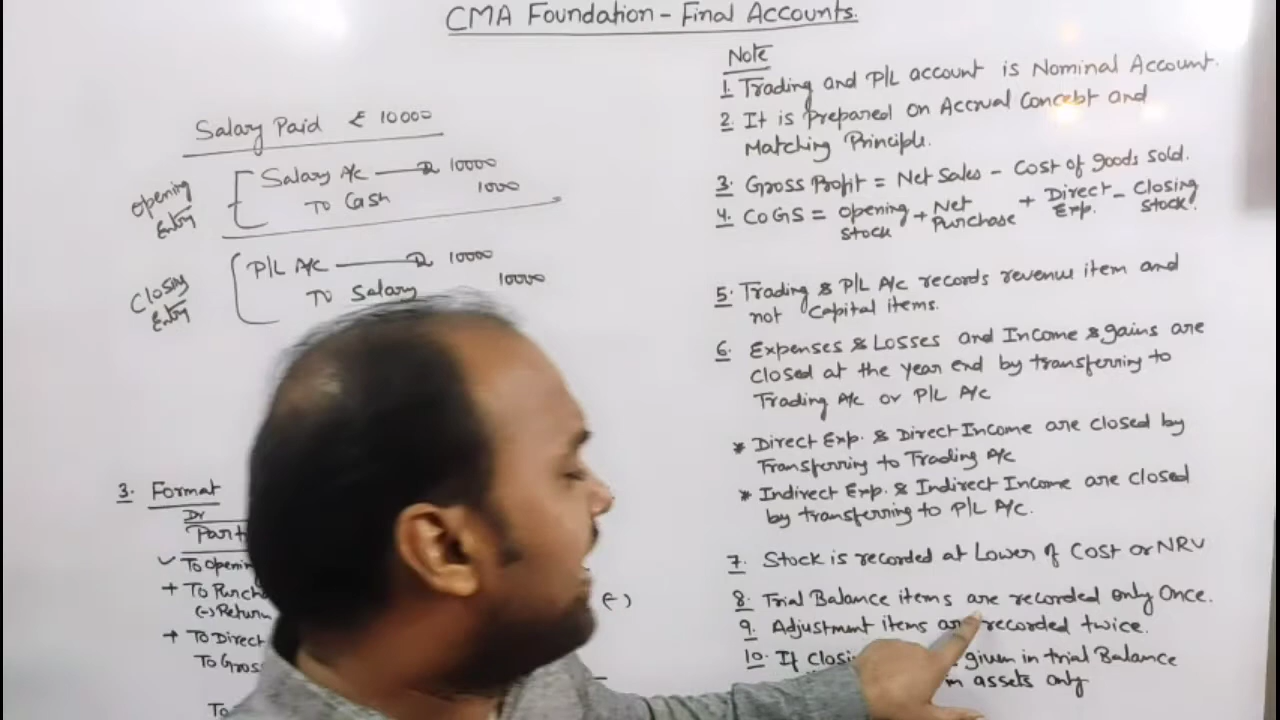 CMA Foundation - Final Accounts.
Salary Paid ₹ 10000
Opening Entry
Salary A/c — Dr 10000
To Cash 1000
Closing Entry
P/L A/c — Dr 10000
To Salary 10000
3. Format
Dr
Part
To Openin
+ To Purch
(-) Return
+ To Direct
To Gros
To
(-)
Note
1. Trading and P/L account is Nominal Account.
2. It is prepared on Accrual Concept and
Matching Principle.
3. Gross Profit = Net Sales - Cost of goods sold.
4. CoGS = Opening Stock + Net Purchase + Direct Exp. - Closing Stock.
5. Trading & P/L A/c records revenue item and
not Capital items.
6. Expenses & Losses and Income & gains are
closed at the year end by transferring to
Trading A/c or P/L A/c
* Direct Exp. & Direct Income are closed by
Transferring to Trading A/c
* Indirect Exp. & Indirect Income are closed
by transferring to P/L A/c.
7. Stock is recorded at Lower of Cost or NRV
8. Trial Balance items are recorded only Once.
9. Adjustment items recorded twice.
10. If Closi given in trial Balance
assets only